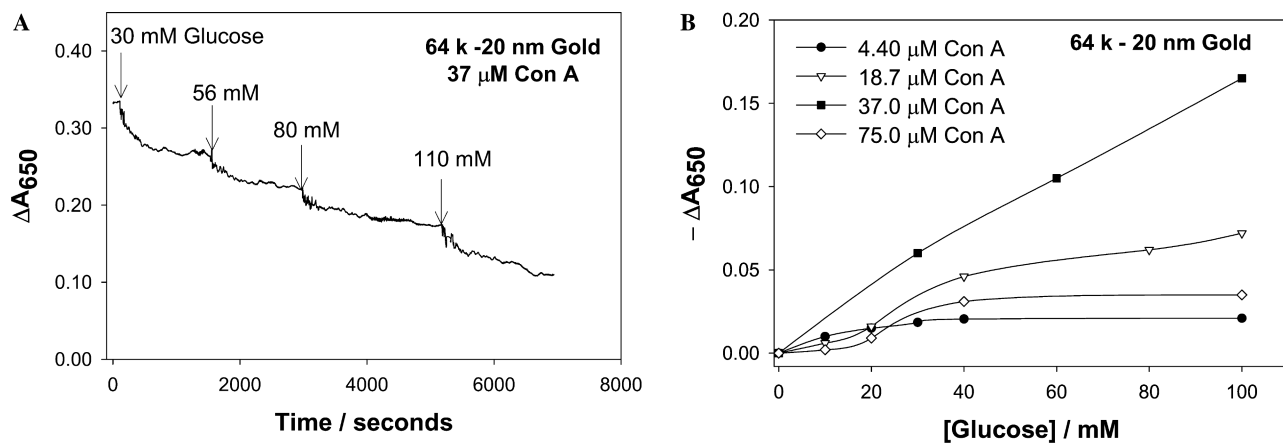 A
30 mM Glucose
64 k -20 nm Gold
37 μM Con A
56 mM
80 mM
110 mM
0.40
0.30
0.20
0.10
0.00
ΔA650
0 2000 4000 6000 8000
Time / seconds
B
64 k - 20 nm Gold
4.40 μM Con A
18.7 μM Con A
37.0 μM Con A
75.0 μM Con A
0.20
0.15
0.10
0.05
0.00
– ΔA650
0 20 40 60 80 100
[Glucose] / mM